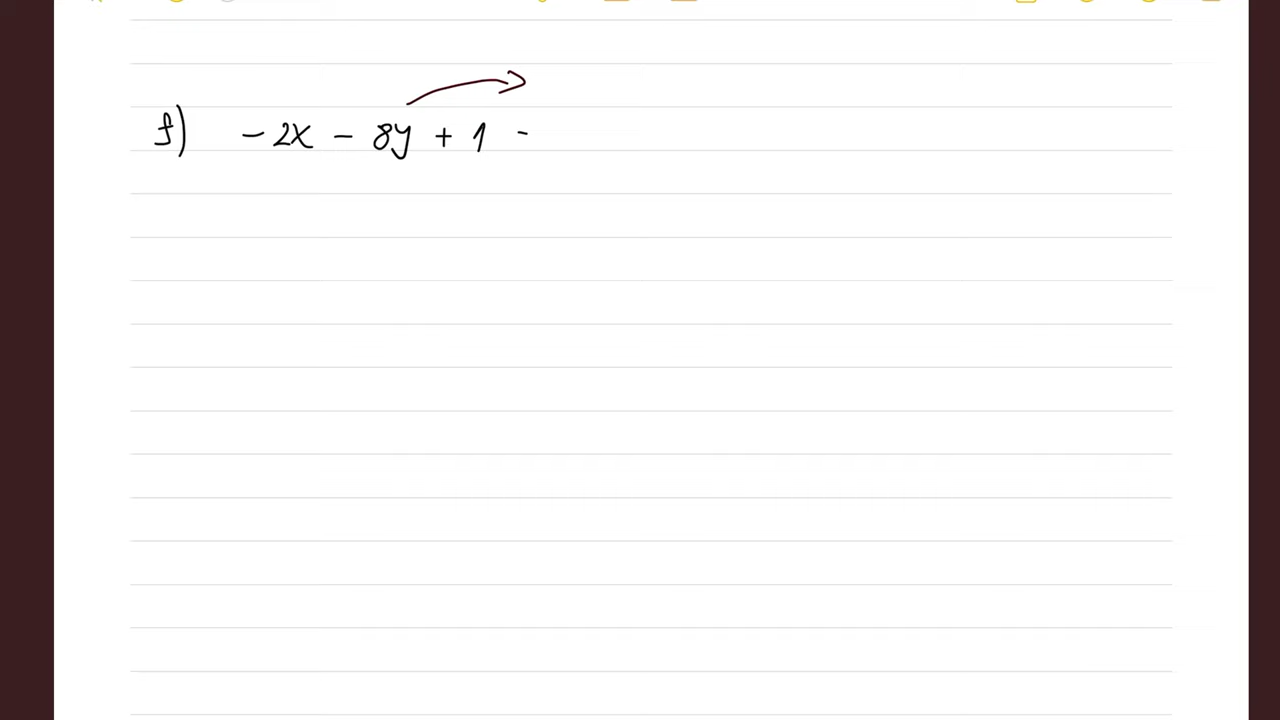 f) -2x - 8y + 1 -